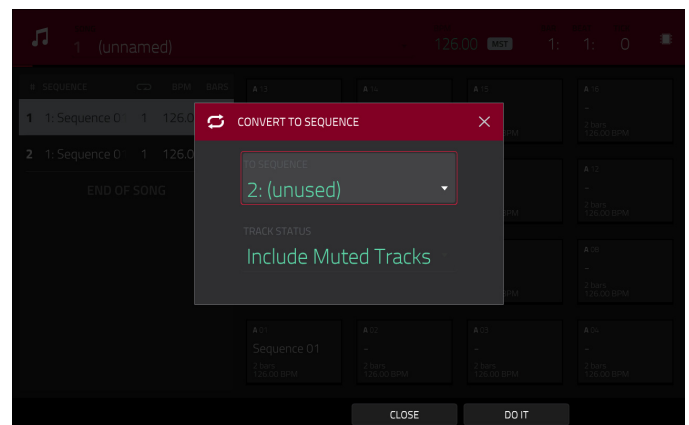 1 (unnamed) 126.00 MST 1: 1: 0
# SEQUENCE BPM BARS
1 1: Sequence 01 1 126.0
2 1: Sequence 01 1 126.0
END OF SONG
A 13 A 14 A 15 A 16
-
2 bars
BPM 126.00 BPM
CONVERT TO SEQUENCE
TO SEQUENCE
2: (unused)
TRACK STATUS
Include Muted Tracks
A 12
-
2 bars
BPM 126.00 BPM
A 08
-
2 bars
BPM 126.00 BPM
A 01 A 02 A 03 A 04
Sequence 01 - - -
2 bars 2 bars 2 bars 2 bars
126.00 BPM 126.00 BPM 126.00 BPM 126.00 BPM
CLOSE DO IT